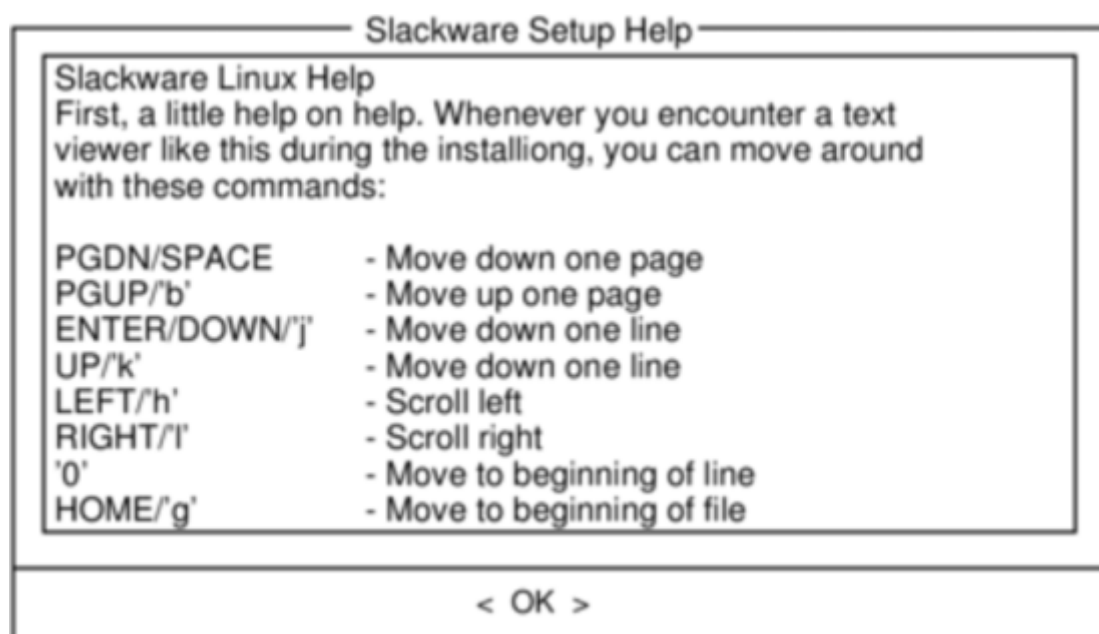 Slackware Setup Help
Slackware Linux Help
First, a little help on help. Whenever you encounter a text
viewer like this during the installiong, you can move around
with these commands:
PGDN/SPACE - Move down one page
PGUP/'b' - Move up one page
ENTER/DOWN/'j' - Move down one line
UP/'k' - Move down one line
LEFT/'h' - Scroll left
RIGHT/'l' - Scroll right
'0' - Move to beginning of line
HOME/'g' - Move to beginning of file
< OK >